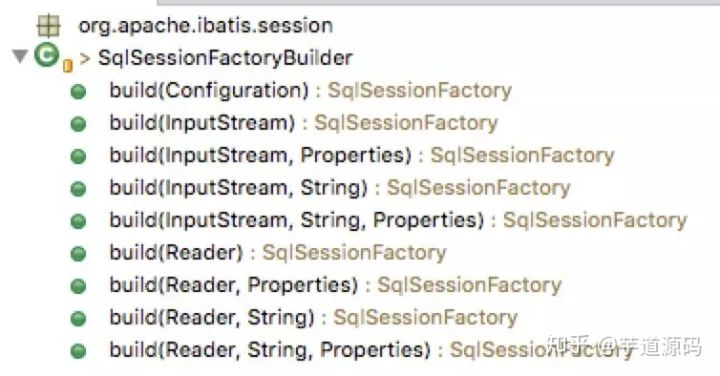 org.apache.ibatis.session
> SqlSessionFactoryBuilder
build(Configuration) : SqlSessionFactory
build(InputStream) : SqlSessionFactory
build(InputStream, Properties) : SqlSessionFactory
build(InputStream, String) : SqlSessionFactory
build(InputStream, String, Properties) : SqlSessionFactory
build(Reader) : SqlSessionFactory
build(Reader, Properties) : SqlSessionFactory
build(Reader, String) : SqlSessionFactory
build(Reader, String, Properties) : SqlSessionFactory
知乎 @芋道源码